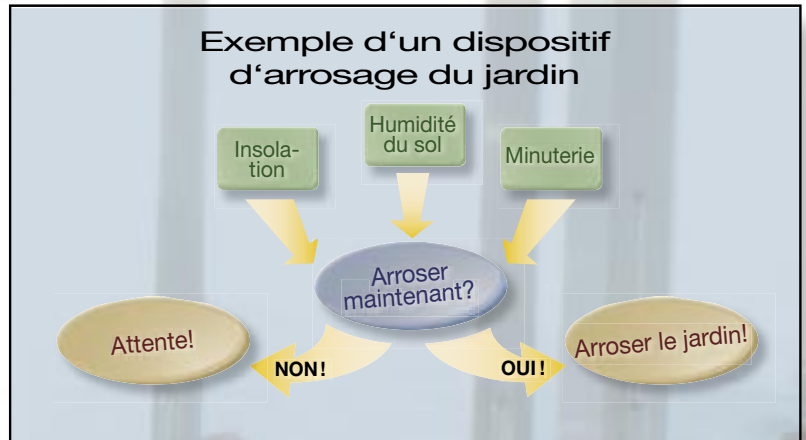 Exemple d‘un dispositif
d‘arrosage du jardin
Insola-
tion
Humidité
du sol
Minuterie
Arroser
maintenant?
Attente!
Arroser le jardin!
NON!
OUI!